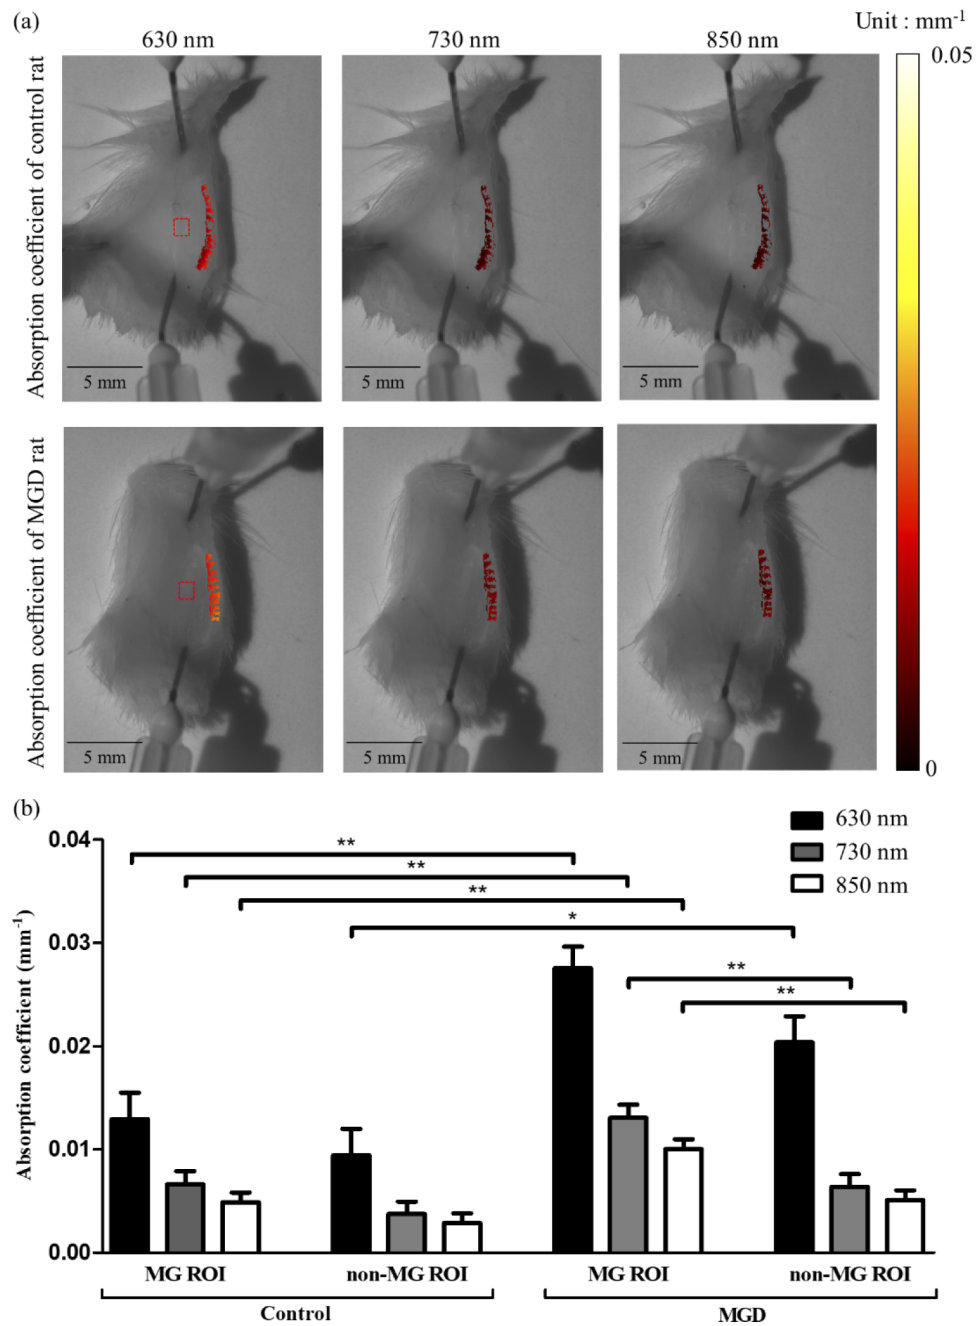 (a)
Unit : mm-1
630 nm
730 nm
850 nm
0.05
Absorption coefficient of control rat
5 mm
5 mm
5 mm
Absorption coefficient of MGD rat
5 mm
5 mm
5 mm
0
(b)
630 nm
730 nm
850 nm
Absorption coefficient (mm-1)
0.04
0.03
0.02
0.01
0.00
**
**
**
*
**
**
MG ROI
non-MG ROI
MG ROI
non-MG ROI
Control
MGD